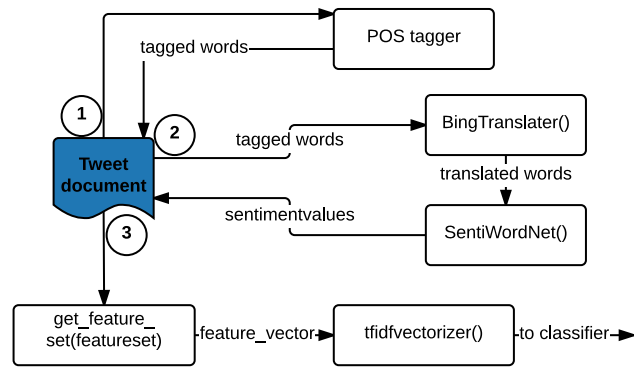 POS tagger
tagged words
1
2
BingTranslater()
tagged words
Tweet
document
translated words
sentimentvalues
3
SentiWordNet()
get_feature_
set(featureset)
feature_vector
tfidfvectorizer()
to classifier